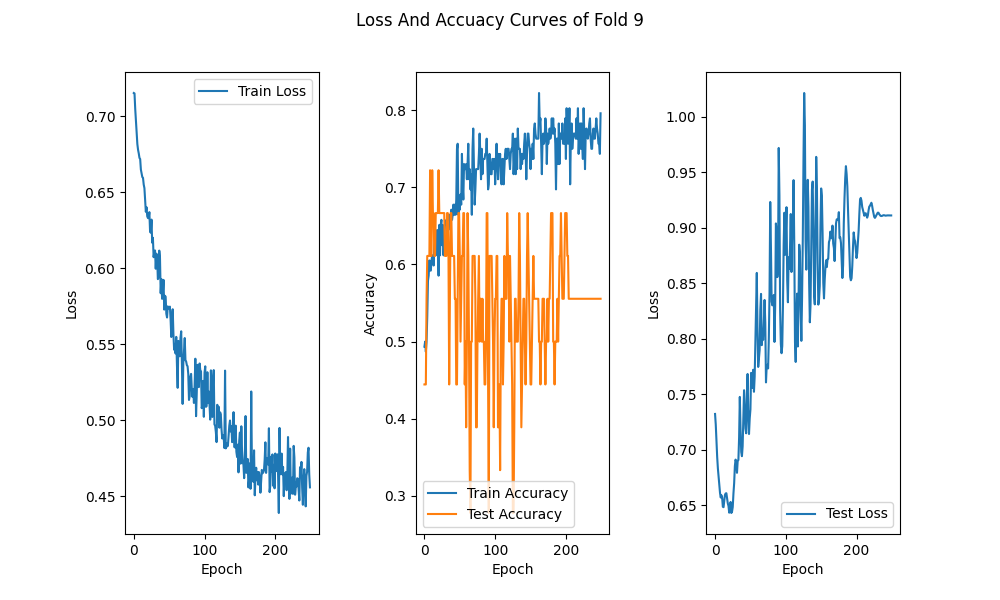 Loss And Accuacy Curves of Fold 9
Loss
0.70
0.65
0.60
0.55
0.50
0.45
0 100 200
Epoch
Train Loss
Accuracy
0.8
0.7
0.6
0.5
0.4
0.3
0 100 200
Epoch
Train Accuracy
Test Accuracy
Loss
1.00
0.95
0.90
0.85
0.80
0.75
0.70
0.65
0 100 200
Epoch
Test Loss